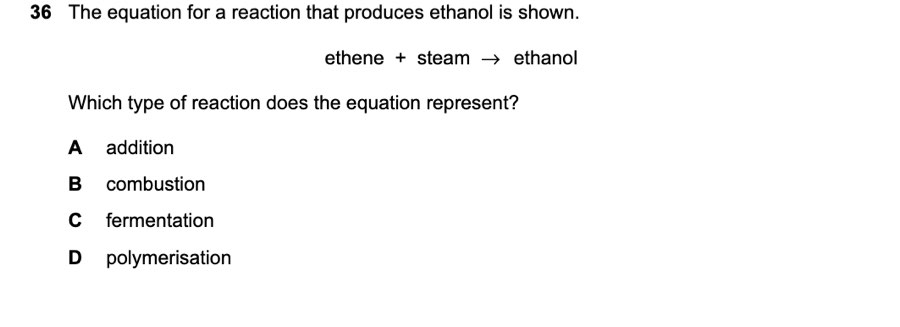 36 The equation for a reaction that produces ethanol is shown.
ethene + steam → ethanol
Which type of reaction does the equation represent?
A addition
B combustion
C fermentation
D polymerisation